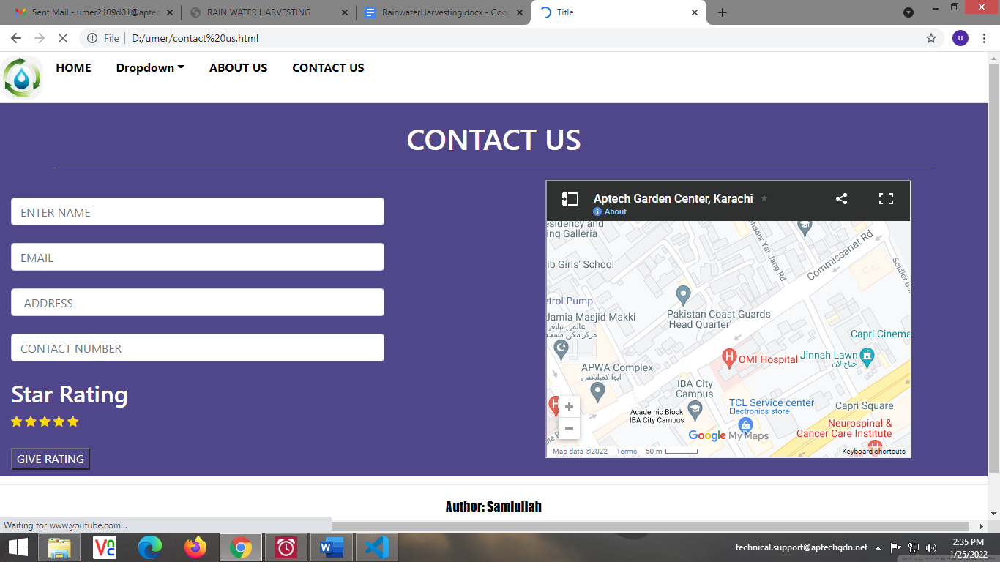 Sent Mail - umer2109d01@aptec
RAIN WATER HARVESTING
RainwaterHarvesting.docx - Goo
Title
File
D:/umer/contact%20us.html
u
HOME
Dropdown
ABOUT US
CONTACT US
CONTACT US
ENTER NAME
EMAIL
ADDRESS
CONTACT NUMBER
Star Rating
GIVE RATING
Aptech Garden Center, Karachi
About
esidency and
ing Galleria
ahadur Yar Jang Rd
Commissariat Rd
Soldier Ba
ib Girls' School
etrol Pump
Jamia Masjid Makki
عالمی تبلیغی
مرکز مکی مسجد
Pakistan Coast Guards
'Head Quarter'
Capri Cinema
OMI Hospital
Jinnah Lawn
جناح لان
APWA Complex
اپوا کمپلیکس
IBA City
Campus
Academic Block
IBA City Campus
TCL Service center
Electronics store
Capri Square
Neurospinal &
Cancer Care Institute
Google My Maps
Map data ©2022
Terms
50 m
Keyboard shortcuts
Author: Samiullah
Waiting for www.youtube.com...
technical.support@aptechgdn.net
2:35 PM
1/25/2022